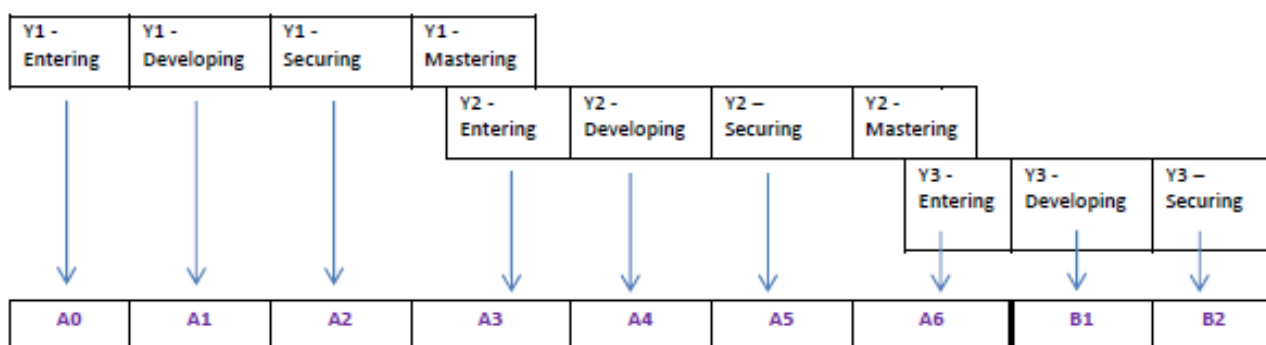 Y1 -
Entering
Y1 -
Developing
Y1 -
Securing
Y1 -
Mastering
Y2 -
Entering
Y2 -
Developing
Y2 –
Securing
Y2 -
Mastering
Y3 -
Entering
Y3 -
Developing
Y3 –
Securing
A0
A1
A2
A3
A4
A5
A6
B1
B2